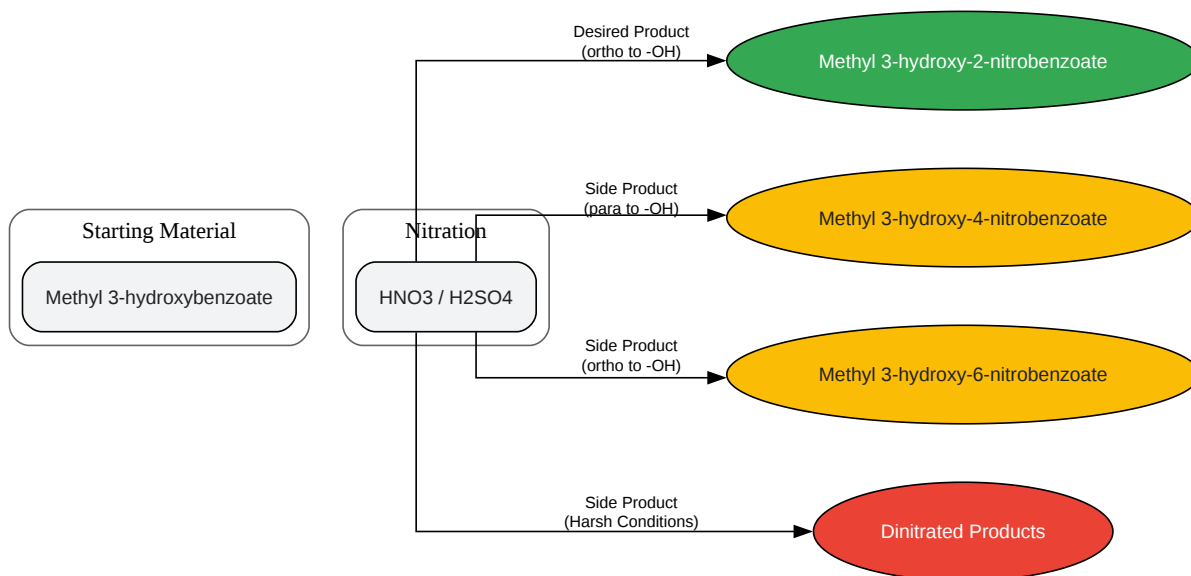 Desired Product
(ortho to -OH)
Methyl 3-hydroxy-2-nitrobenzoate
Side Product
(para to -OH)
Methyl 3-hydroxy-4-nitrobenzoate
Starting Material
Methyl 3-hydroxybenzoate
Nitration
HNO3 / H2SO4
Side Product
(ortho to -OH)
Methyl 3-hydroxy-6-nitrobenzoate
Side Product
(Harsh Conditions)
Dinitrated Products